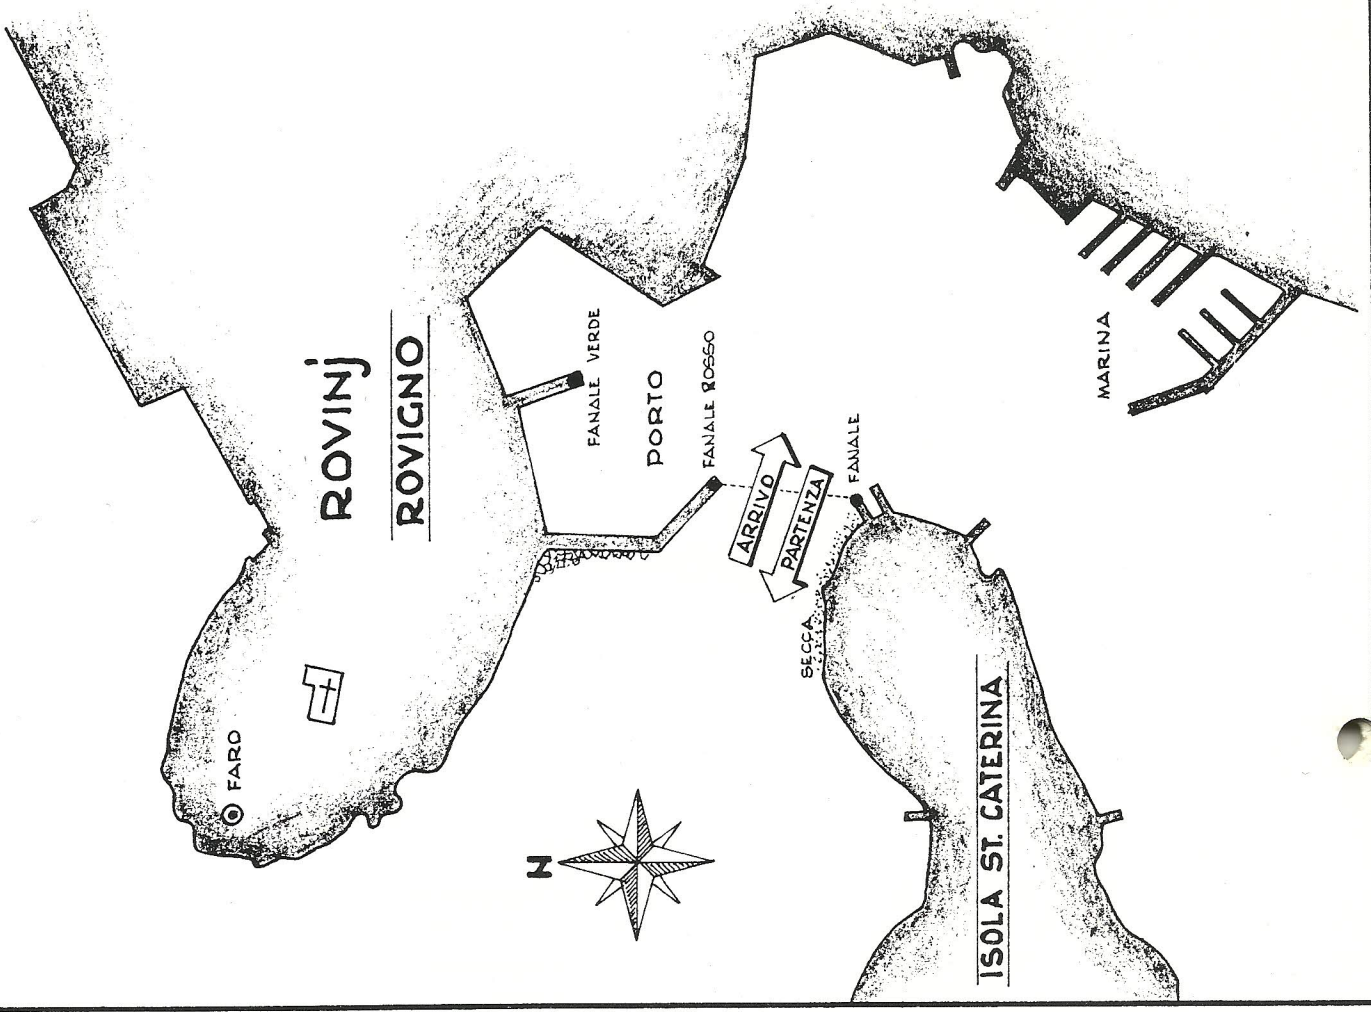 ROVINj
ROVIGNO
FARO
FANALE VERDE
PORTO
FANALE ROSSO
ARRIVO
PARTENZA
FANALE
SECCA
MARINA
ISOLA ST. CATERINA
N